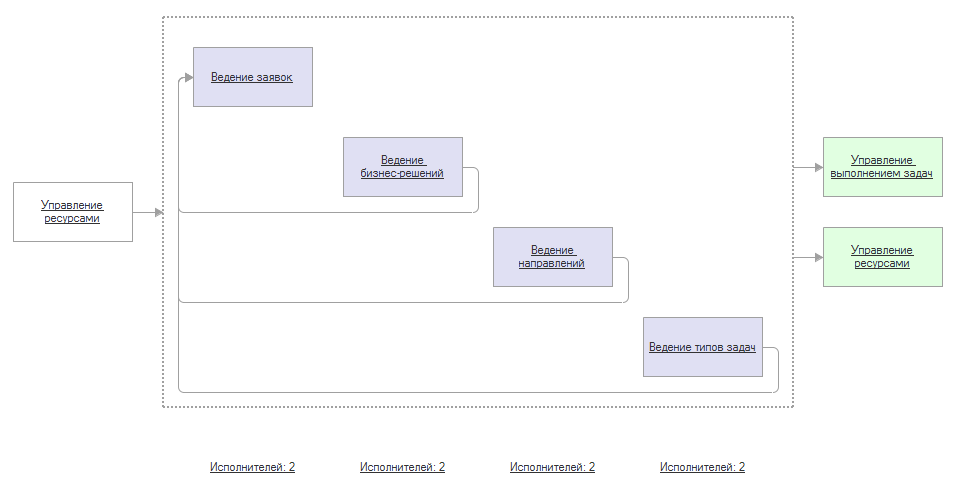 Ведение заявок
Ведение
бизнес-решений
Управление
выполнением задач
Управление
ресурсами
Ведение
направлений
Управление
ресурсами
Ведение типов задач
Исполнителей: 2
Исполнителей: 2
Исполнителей: 2
Исполнителей: 2